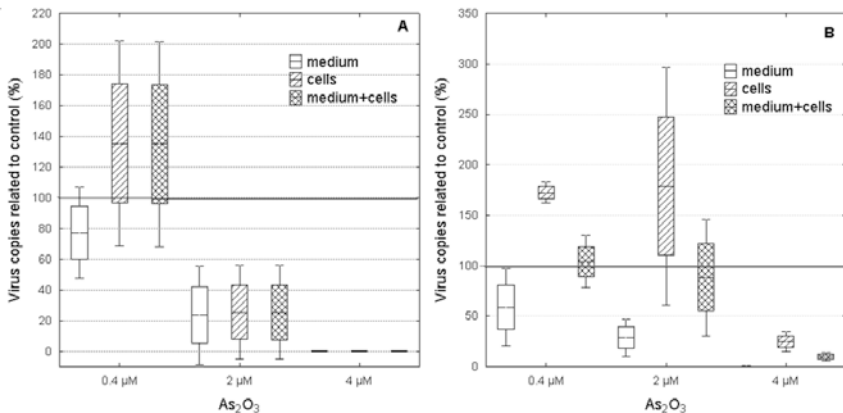 A
Virus copies related to control (%)
220
200
180
160
140
120
100
80
60
40
20
0
medium
cells
medium+cells
0.4 µM
2 µM
4 µM
As₂O₃
B
Virus copies related to control (%)
350
300
250
200
150
100
50
0
medium
cells
medium+cells
0.4 µM
2 µM
4 µM
As₂O₃